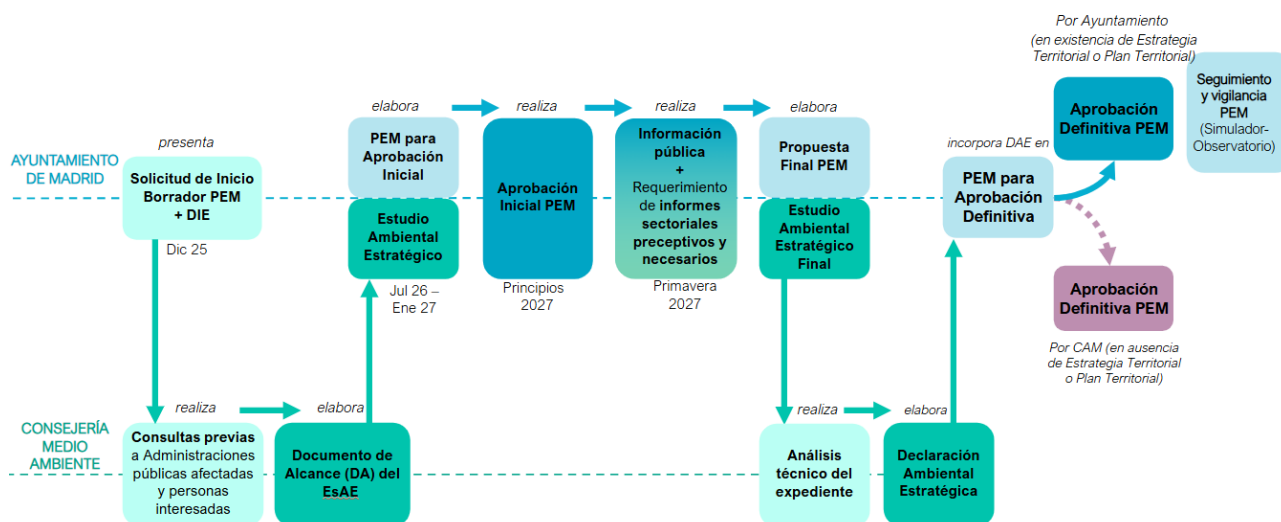 Por Ayuntamiento
(en existencia de Estrategia
Territorial o Plan Territorial)
elabora
realiza
realiza
elabora
presenta
incorpora DAE en
AYUNTAMIENTO
DE MADRID
Solicitud de Inicio
Borrador PEM
+ DIE
Dic 25
PEM para
Aprobación
Inicial
Estudio
Ambiental
Estratégico
Jul 26 –
Ene 27
Aprobación
Inicial PEM
Principios
2027
Información
pública
+
Requerimiento
de informes
sectoriales
preceptivos y
necesarios
Primavera
2027
Propuesta
Final PEM
Estudio
Ambiental
Estratégico
Final
PEM para
Aprobación
Definitiva
Aprobación
Definitiva PEM
Seguimiento
y vigilancia
PEM
(Simulador-
Observatorio)
Aprobación
Definitiva PEM
Por CAM (en ausencia
de Estrategia Territorial
o Plan Territorial)
CONSEJERÍA
MEDIO
AMBIENTE
realiza
elabora
realiza
elabora
Consultas previas
a Administraciones
públicas afectadas
y personas
interesadas
Documento de
Alcance (DA) del
EsAE
Análisis
técnico del
expediente
Declaración
Ambiental
Estratégica